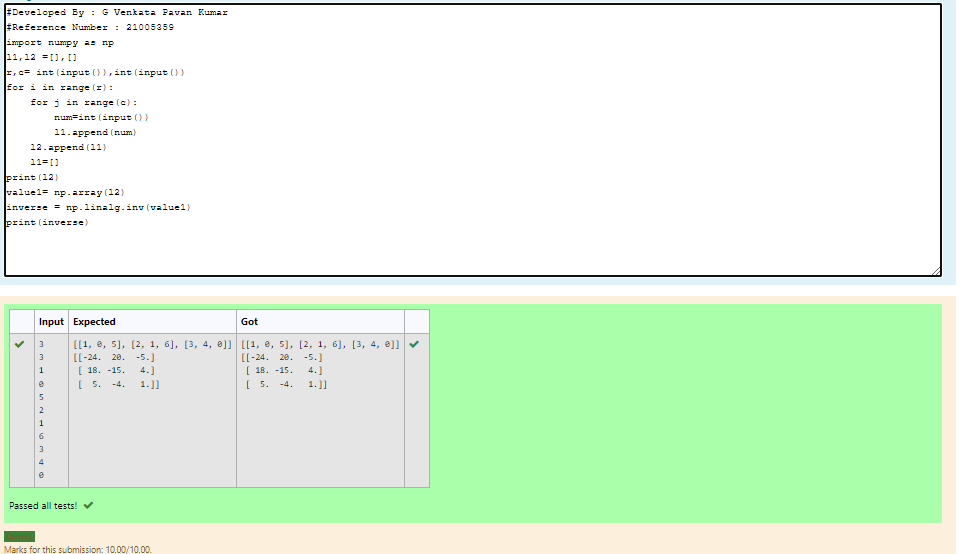 #Developed By : G Venkata Pavan Kumar
#Reference Number : 21005359
import numpy as np
l1,l2 =[],[]
r,c= int(input()),int(input())
for i in range(r):
    for j in range(c):
        num=int(input())
        l1.append(num)
    l2.append(l1)
    l1=[]
print(l2)
value1= np.array(l2)
inverse = np.linalg.inv(value1)
print(inverse)
Input Expected Got
3 [[1, 0, 5], [2, 1, 6], [3, 4, 0]] [[1, 0, 5], [2, 1, 6], [3, 4, 0]]
3 [[-24. 20. -5.] [[-24. 20. -5.]
1 [ 18. -15. 4.] [ 18. -15. 4.]
0 [ 5. -4. 1.]] [ 5. -4. 1.]]
5
2
1
6
3
4
0
Passed all tests!
Marks for this submission: 10.00/10.00.